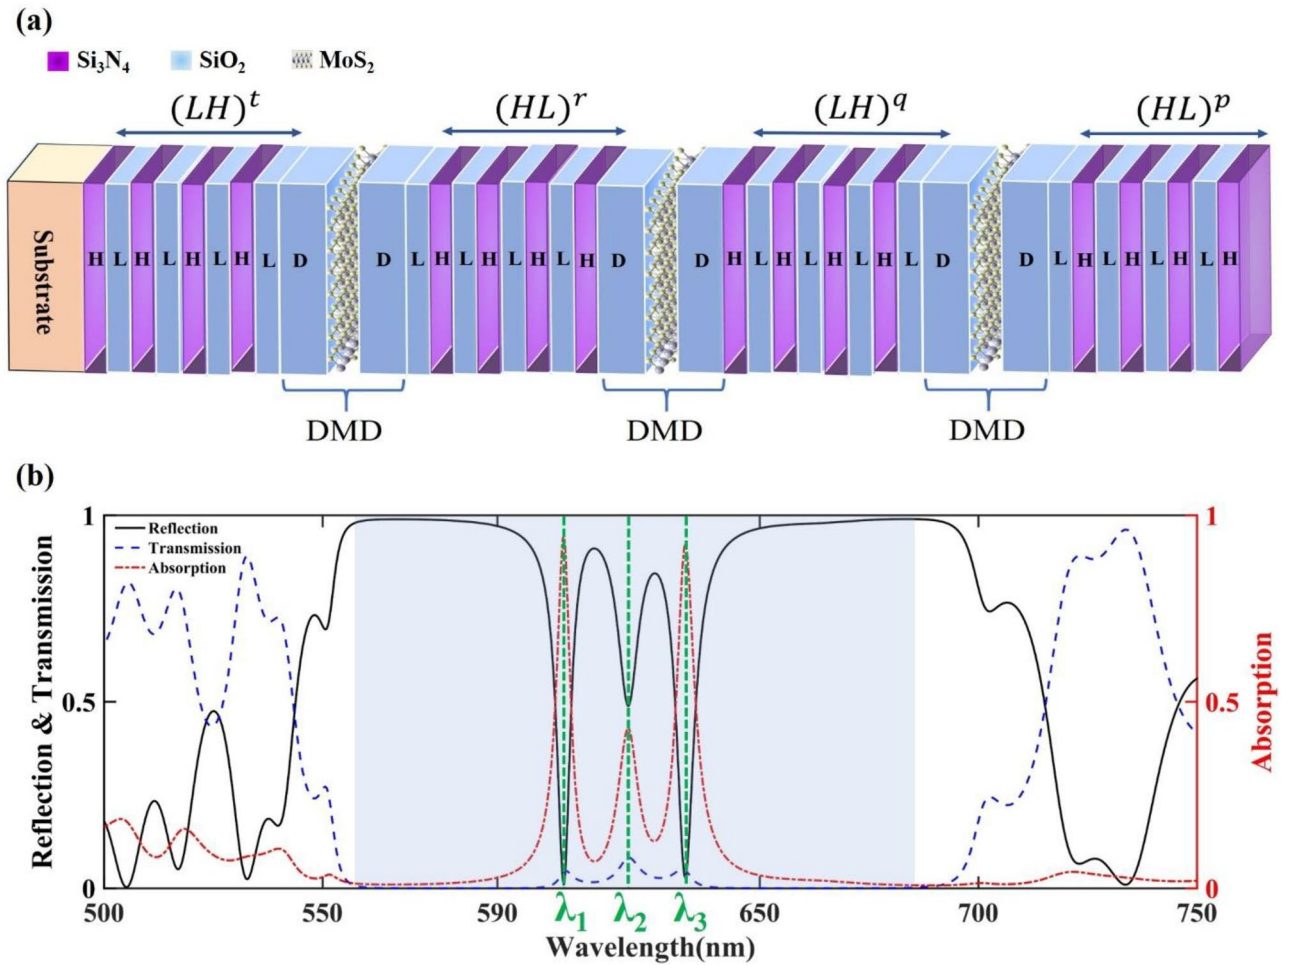 (a)
Si3N4 SiO2 MoS2
(LH)^t (HL)^r (LH)^q (HL)^p
Substrate H L H L H L H L D D L H L H L H L H D D H L H L H L H L D D L H L H L H L H
DMD DMD DMD
(b)
Reflection & Transmission
1
0.5
0
Reflection
Transmission
Absorption
1
0.5
0
Absorption
500 550 590 λ1 λ2 λ3 650 700 750
Wavelength(nm)